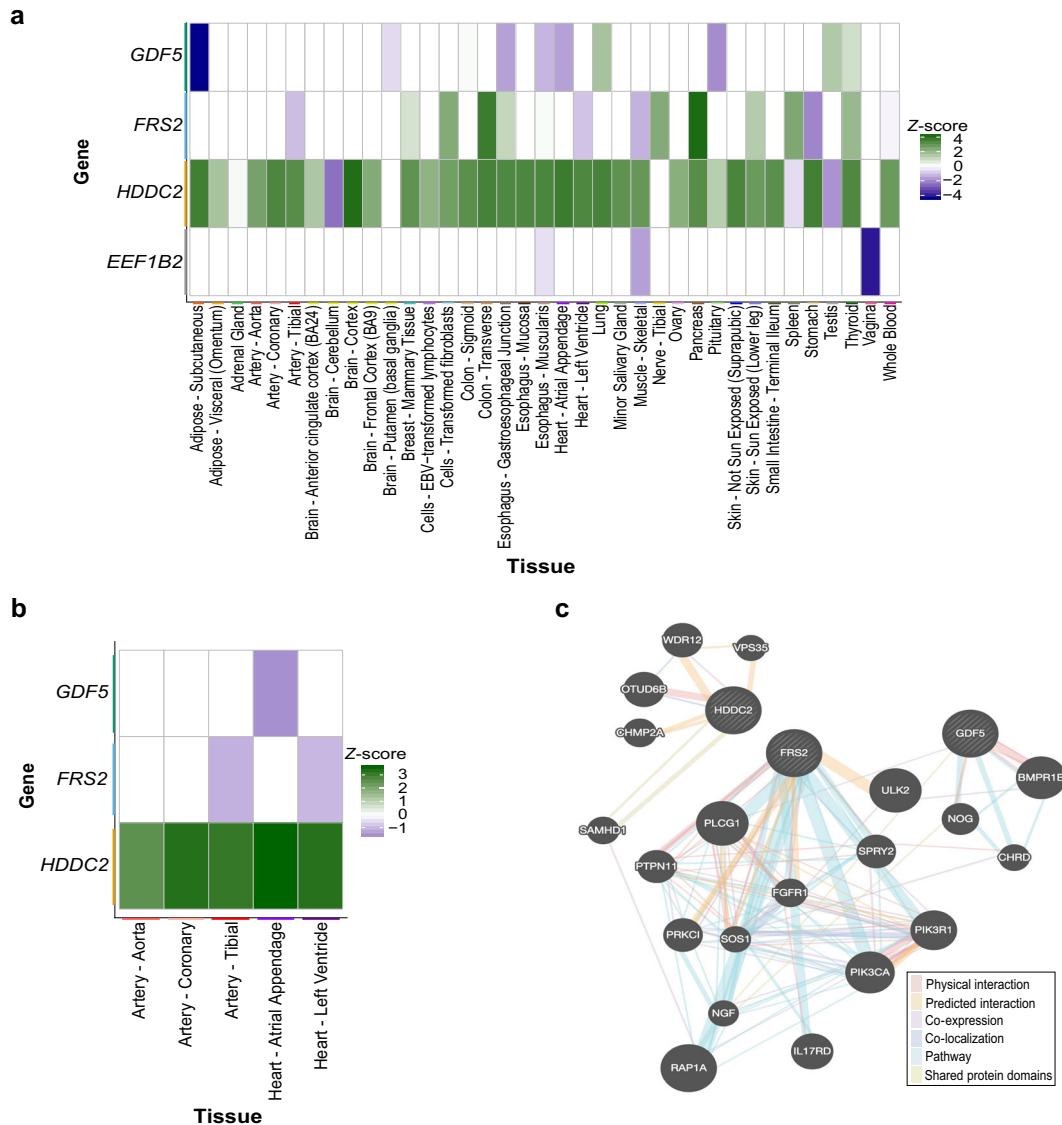 a
GDF5
FRS2
HDDC2
EEF1B2
Gene
Z-score
4
2
0
−2
−4
Adipose - Subcutaneous
Adipose - Visceral (Omentum)
Adrenal Gland
Artery - Aorta
Artery - Coronary
Artery - Tibial
Brain - Anterior cingulate cortex (BA24)
Brain - Cerebellum
Brain - Cortex
Brain - Frontal Cortex (BA9)
Brain - Putamen (basal ganglia)
Breast - Mammary Tissue
Cells - EBV−transformed lymphocytes
Cells - Transformed fibroblasts
Colon - Sigmoid
Colon - Transverse
Esophagus - Gastroesophageal Junction
Esophagus - Mucosa
Esophagus - Muscularis
Heart - Atrial Appendage
Heart - Left Ventricle
Lung
Minor Salivary Gland
Muscle - Skeletal
Nerve - Tibial
Ovary
Pancreas
Pituitary
Skin - Not Sun Exposed (Suprapubic)
Skin - Sun Exposed (Lower leg)
Small Intestine - Terminal Ileum
Spleen
Stomach
Testis
Thyroid
Vagina
Whole Blood
Tissue
b
GDF5
FRS2
HDDC2
Gene
Z-score
3
2
1
0
−1
Artery - Aorta
Artery - Coronary
Artery - Tibial
Heart - Atrial Appendage
Heart - Left Ventricle
Tissue
c
WDR12
VPS35
OTUD6B
HDDC2
CHMP2A
FRS2
GDF5
BMPR1B
ULK2
NOG
PLCG1
SAMHD1
SPRY2
CHRD
PTPN11
FGFR1
PRKCI
SOS1
PIK3R1
PIK3CA
NGF
IL17RD
RAP1A
Physical interaction
Predicted interaction
Co-expression
Co-localization
Pathway
Shared protein domains